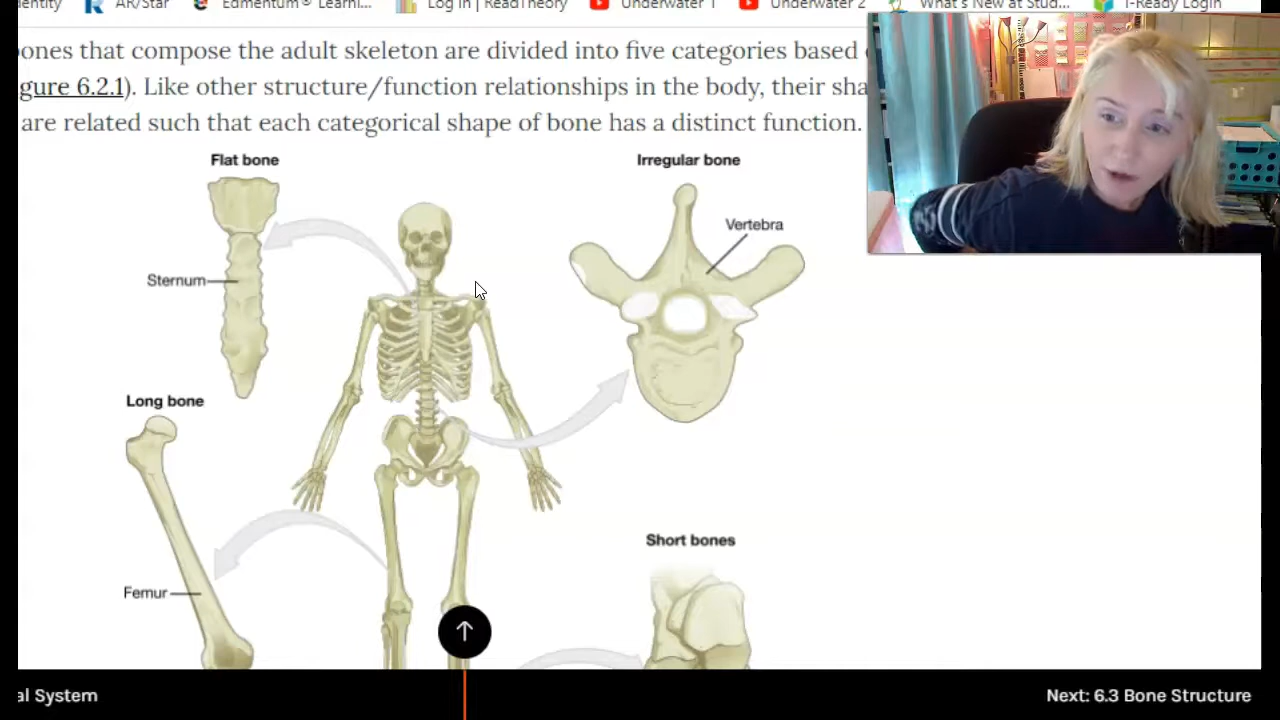 AR/Star
Edmentum® Learni...
Log In | ReadTheory
Underwater 1
Underwater 2
What's New at Stud...
i-Ready Login
ones that compose the adult skeleton are divided into five categories based
gure 6.2.1). Like other structure/function relationships in the body, their sha
are related such that each categorical shape of bone has a distinct function.
Flat bone
Irregular bone
Vertebra
Sternum
Long bone
Short bones
Femur
al System
Next: 6.3 Bone Structure